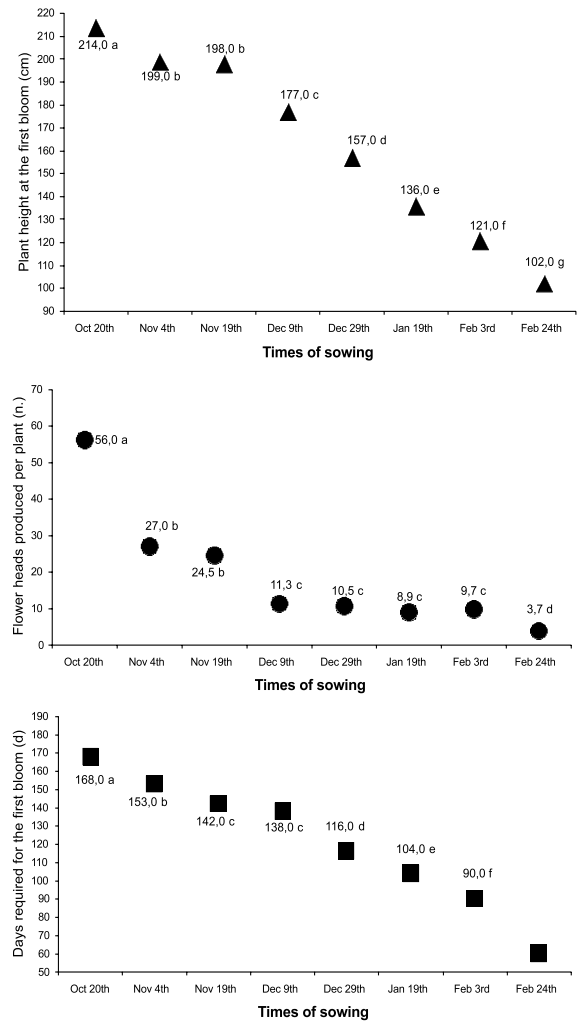 Plant height at the first bloom (cm)
220
210
200
190
180
170
160
150
140
130
120
110
100
90
214,0 a
199,0 b
198,0 b
177,0 c
157,0 d
136,0 e
121,0 f
102,0 g
Oct 20th Nov 4th Nov 19th Dec 9th Dec 29th Jan 19th Feb 3rd Feb 24th
Times of sowing
Flower heads produced per plant (n.)
70
60
50
40
30
20
10
0
56,0 a
27,0 b
24,5 b
11,3 c
10,5 c
8,9 c
9,7 c
3,7 d
Oct 20th Nov 4th Nov 19th Dec 9th Dec 29th Jan 19th Feb 3rd Feb 24th
Times of sowing
Days required for the first bloom (d)
190
180
170
160
150
140
130
120
110
100
90
80
70
60
50
168,0 a
153,0 b
142,0 c
138,0 c
116,0 d
104,0 e
90,0 f
Oct 20th Nov 4th Nov 19th Dec 9th Dec 29th Jan 19th Feb 3rd Feb 24th
Times of sowing